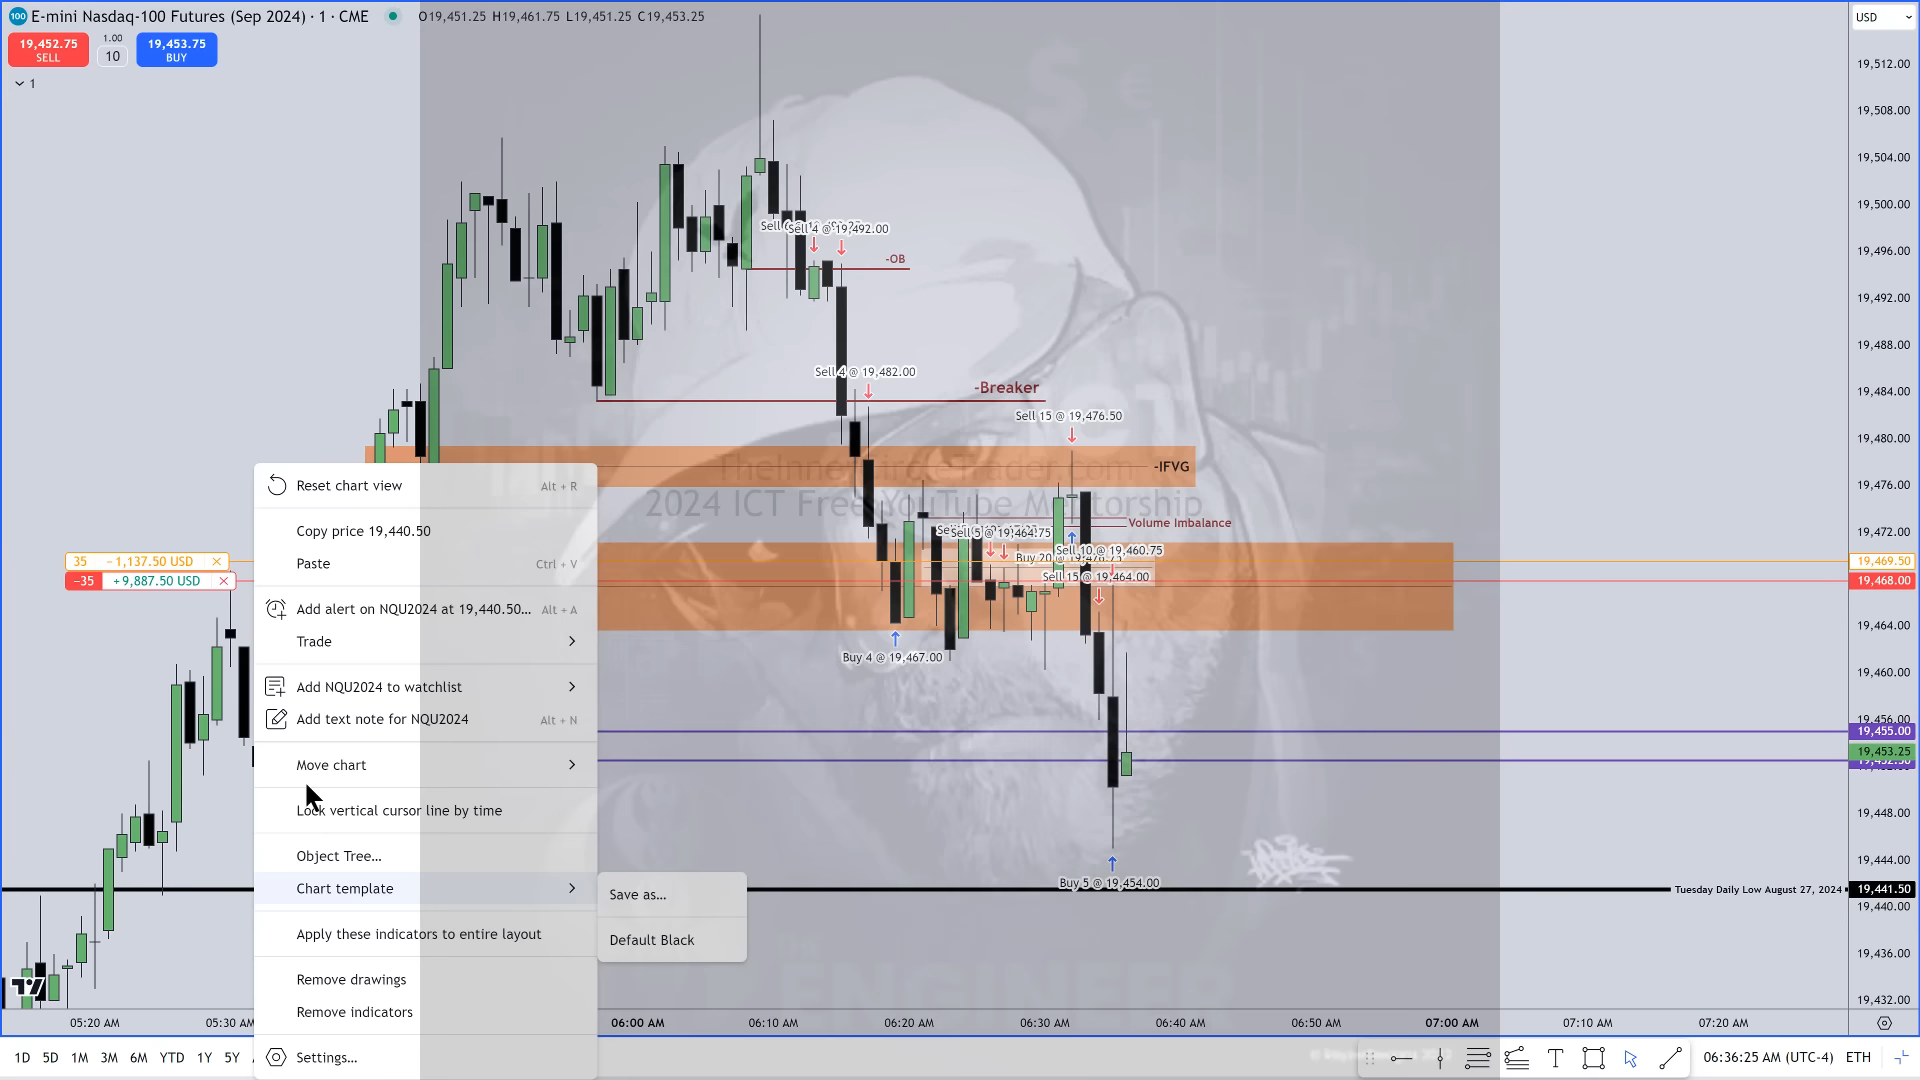 E-mini Nasdaq-100 Futures (Sep 2024) · 1 · CME
O19,451.25 H19,461.75 L19,451.25 C19,453.25
USD
19,452.75
SELL
1.00
10
19,453.75
BUY
1
19,512.00
19,508.00
19,504.00
19,500.00
19,496.00
19,492.00
19,488.00
19,484.00
19,480.00
19,476.00
19,472.00
19,469.50
19,468.00
19,464.00
19,460.00
19,456.00
19,455.00
19,453.25
19,448.00
19,444.00
19,441.50
19,440.00
19,436.00
19,432.00
Sell 4 @ 19,492.00
-OB
Sell 4 @ 19,482.00
-Breaker
Sell 15 @ 19,476.50
TheInnerCircleTrader.com
-IFVG
2024 ICT Free YouTube Mentorship
Volume Imbalance
Sell 5 @ 19,464.75
Sell 10 @ 19,460.75
Buy 20
Sell 15 @ 19,464.00
35 −1,137.50 USD
−35 +9,887.50 USD
Buy 4 @ 19,467.00
Buy 5 @ 19,454.00
Tuesday Daily Low August 27, 2024
ENGINEER
Reset chart view Alt + R
Copy price 19,440.50
Paste Ctrl + V
Add alert on NQU2024 at 19,440.50... Alt + A
Trade
Add NQU2024 to watchlist
Add text note for NQU2024 Alt + N
Move chart
Lock vertical cursor line by time
Object Tree...
Chart template
Save as...
Default Black
Apply these indicators to entire layout
Remove drawings
Remove indicators
Settings...
05:20 AM
05:30 AM
06:00 AM
06:10 AM
06:20 AM
06:30 AM
06:40 AM
06:50 AM
07:00 AM
07:10 AM
07:20 AM
1D 5D 1M 3M 6M YTD 1Y 5Y
06:36:25 AM (UTC-4) ETH